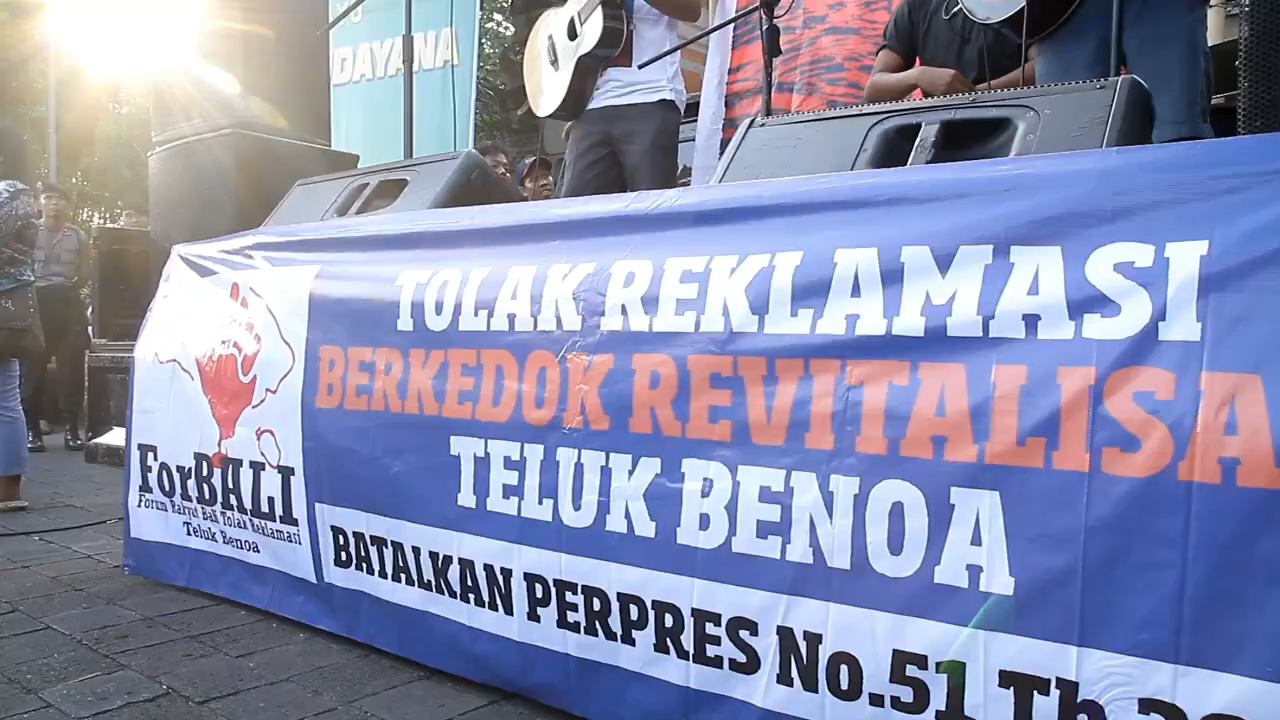 DAYANA
TOLAK REKLAMASI
BERKEDOK REVITALISA
TELUK BENOA
BATALKAN PERPRES No.51 Th
ForBALI
Forum Rakyat Bali Tolak Reklamasi
Teluk Benoa